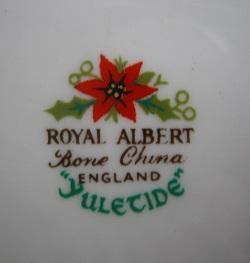 ROYAL ALBERT
Bone China
ENGLAND
"YULETIDE"